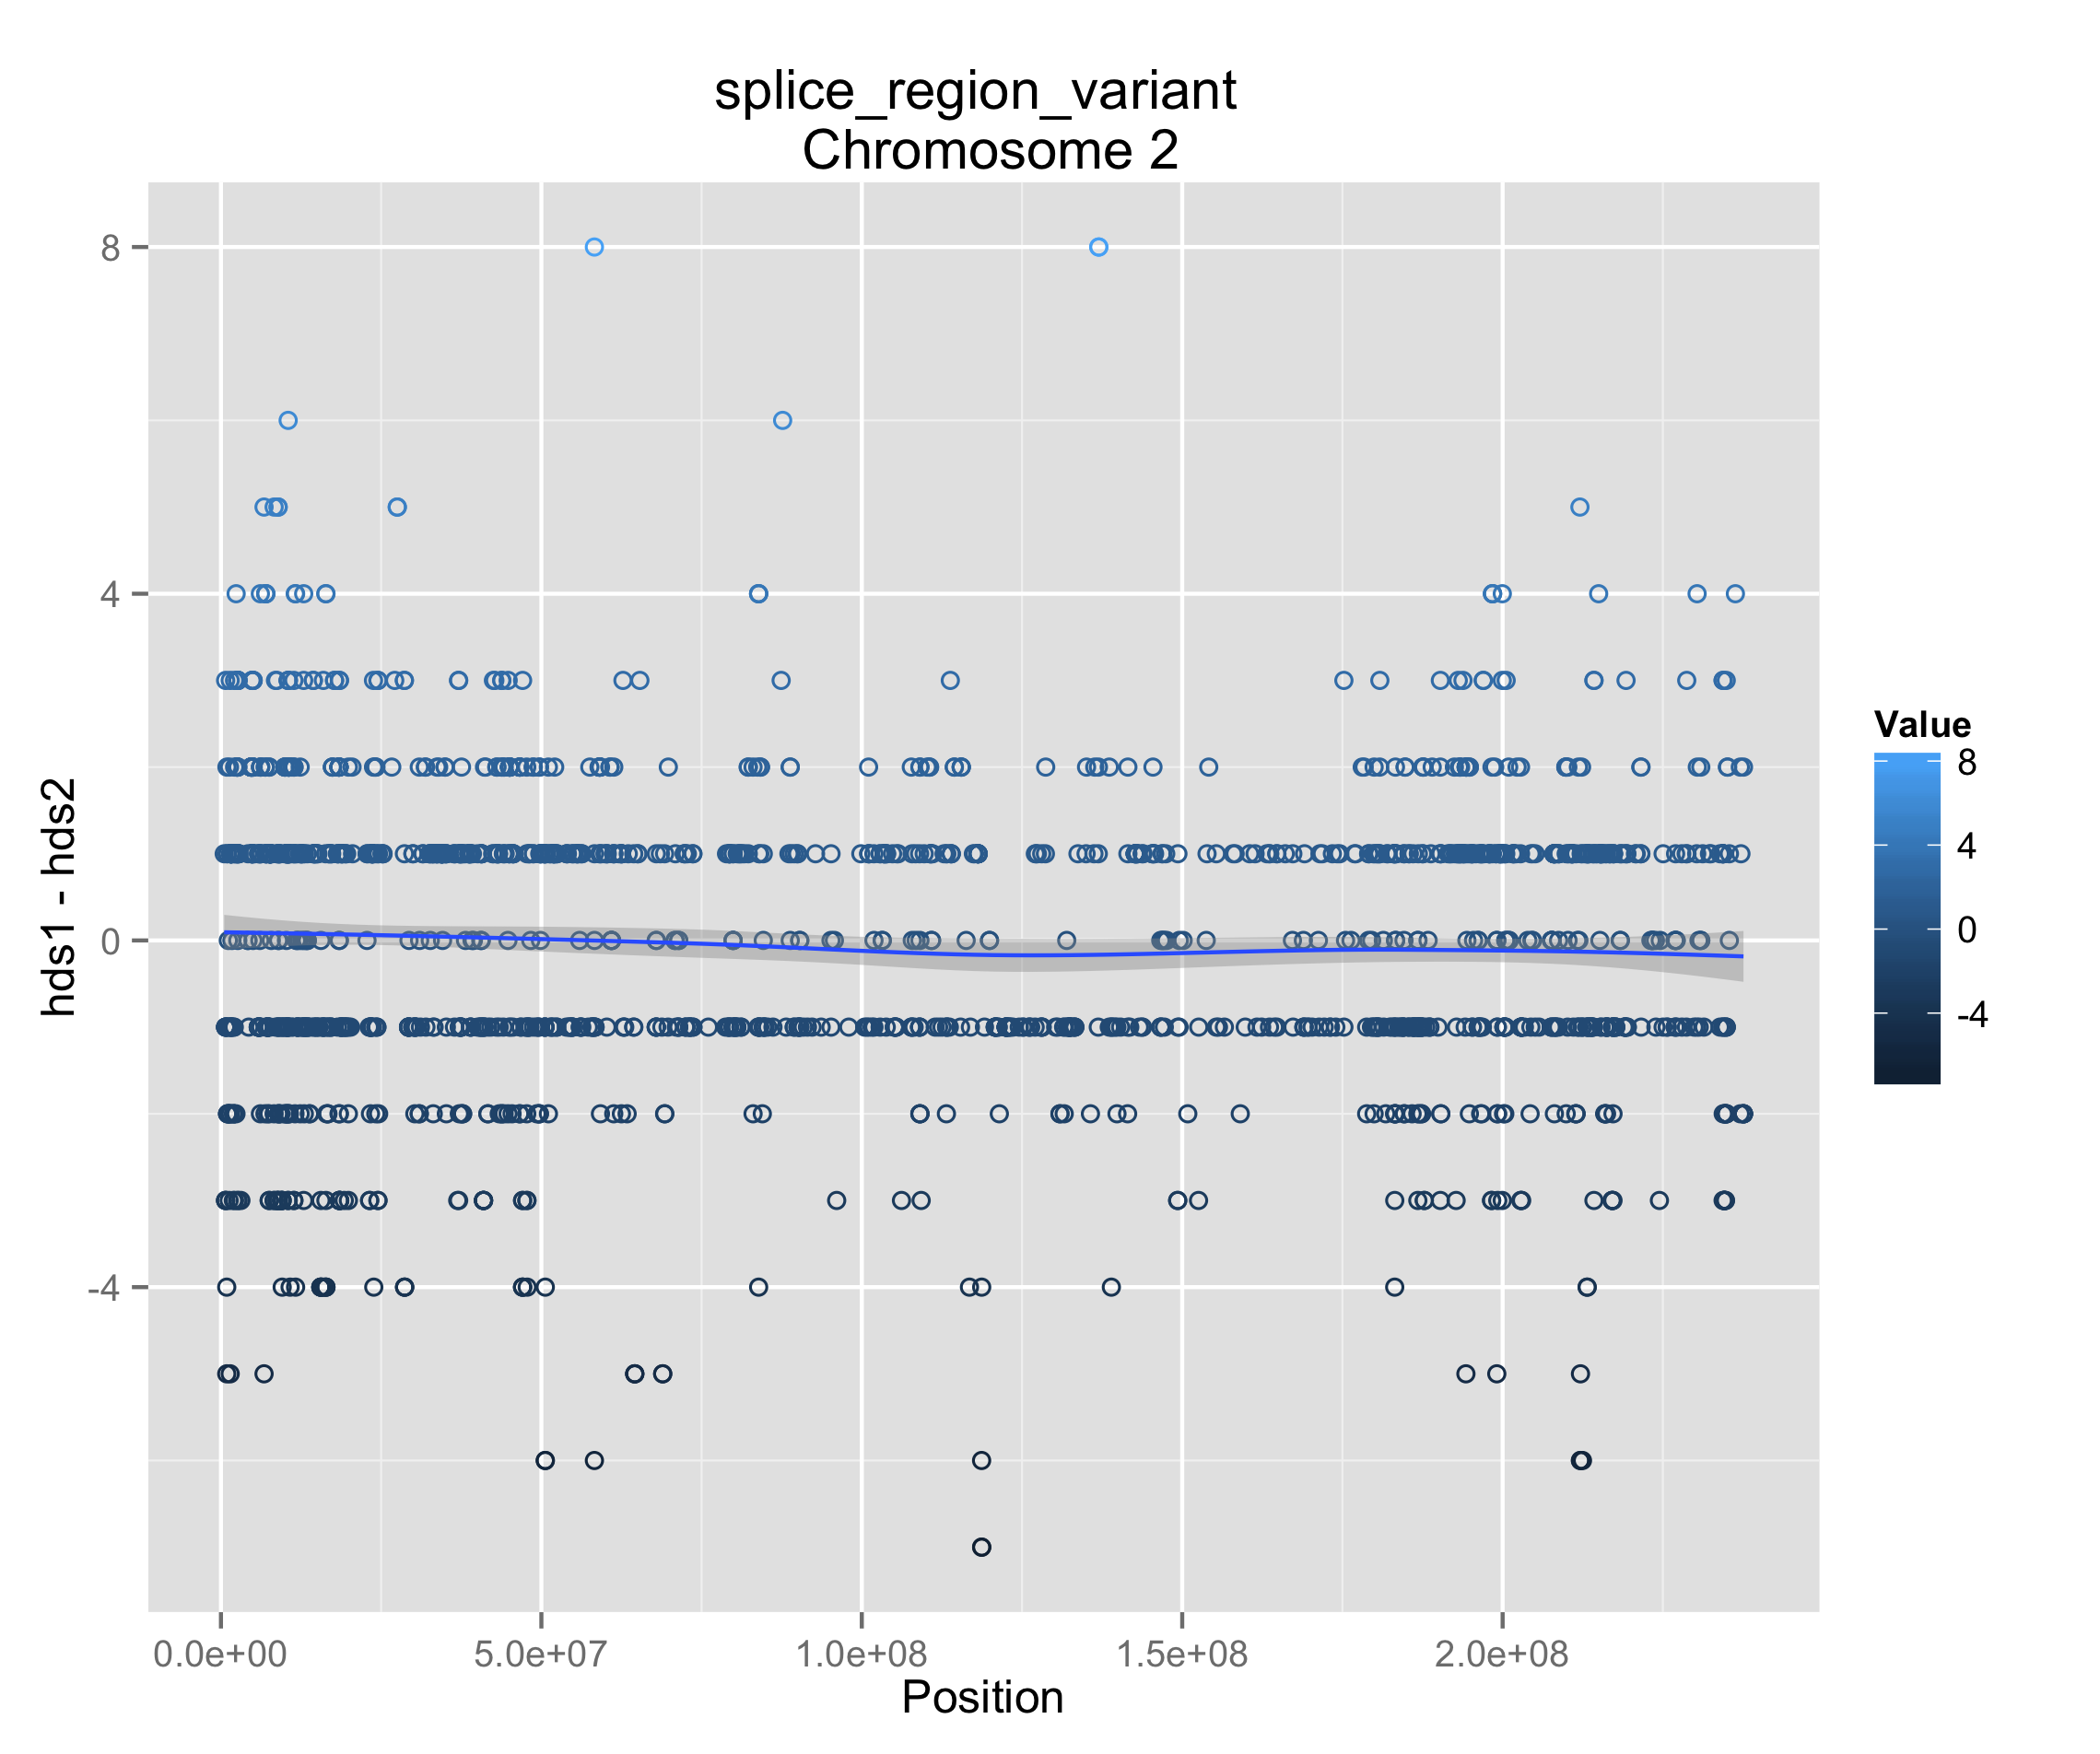 splice_region_variant
Chromosome 2
hds1 - hds2
8
4
0
-4
0.0e+00 5.0e+07 1.0e+08 1.5e+08 2.0e+08
Position
Value
8
4
0
-4